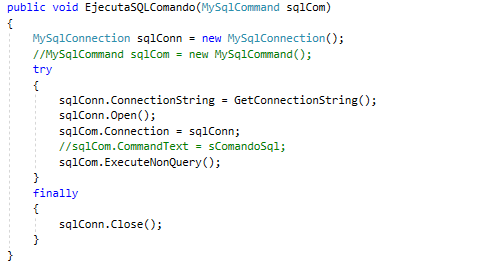 public void EjecutaSQLComando(MySqlCommand sqlCom)
{
    MySqlConnection sqlConn = new MySqlConnection();
    //MySqlCommand sqlCom = new MySqlCommand();
    try
    {
        sqlConn.ConnectionString = GetConnectionString();
        sqlConn.Open();
        sqlCom.Connection = sqlConn;
        //sqlCom.CommandText = sComandoSql;
        sqlCom.ExecuteNonQuery();
    }
    finally
    {
        sqlConn.Close();
    }
}